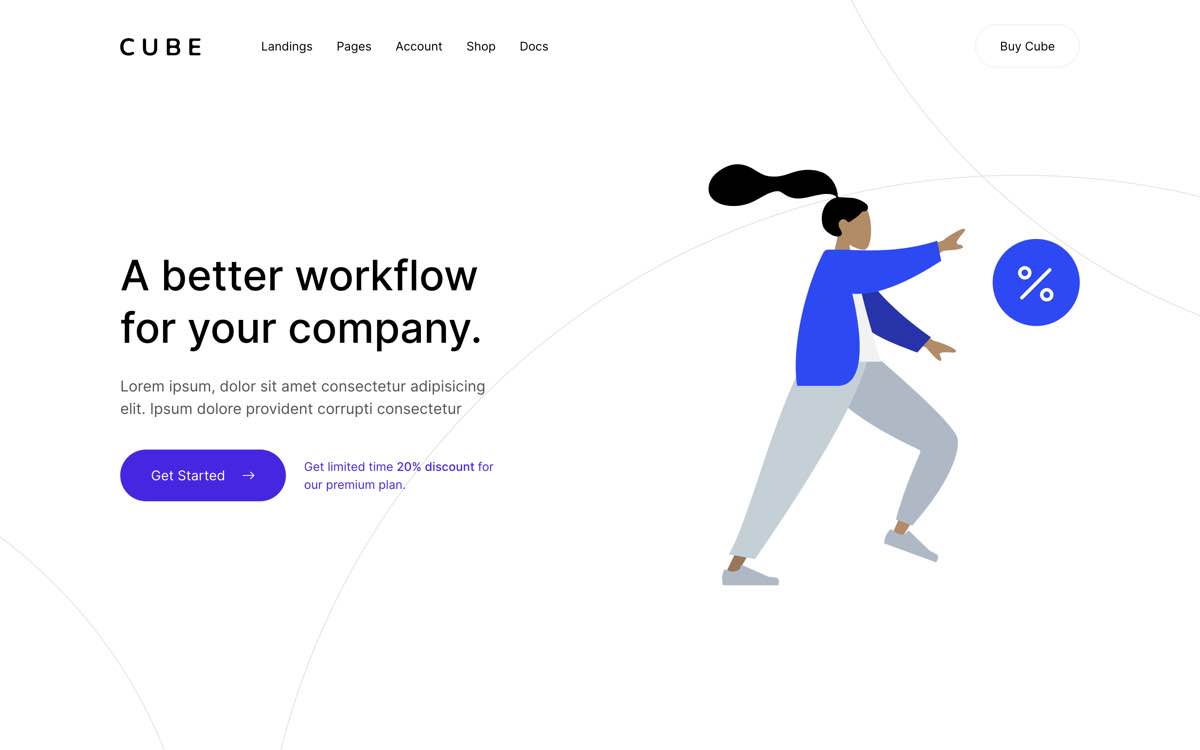 CUBE
Landings
Pages
Account
Shop
Docs
Buy Cube
A better workflow
for your company.
Lorem ipsum, dolor sit amet consectetur adipisicing
elit. Ipsum dolore provident corrupti consectetur
Get Started →
Get limited time 20% discount for
our premium plan.
%